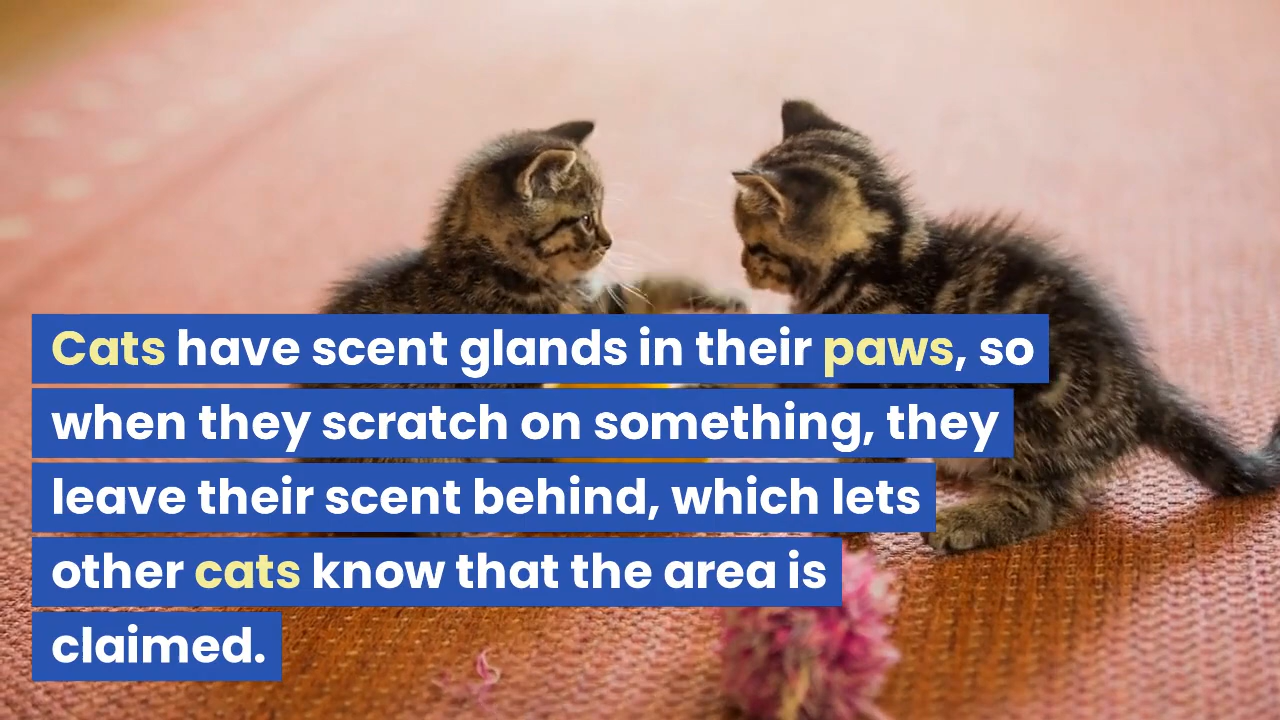 Cats have scent glands in their paws, so
when they scratch on something, they
leave their scent behind, which lets
other cats know that the area is
claimed.